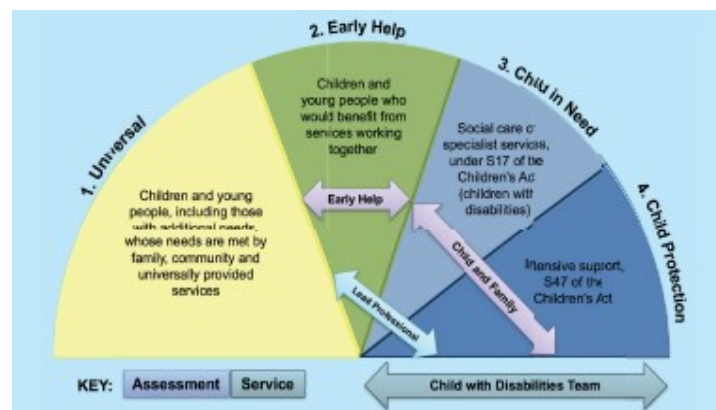 2. Early Help
1. Universal
3. Child in Need
4. Child Protection
Children and young
people, including those
with additional needs,
whose needs are met by
family, community and
universally provided
services
Children and
young people who
would benefit from
services working
together
Early Help
Social care or
specialist services,
under S17 of the
Children's Act
(children with
disabilities)
Child and Family
Lead Professional
Intensive support,
S47 of the
Children's Act
KEY: Assessment Service
Child with Disabilities Team